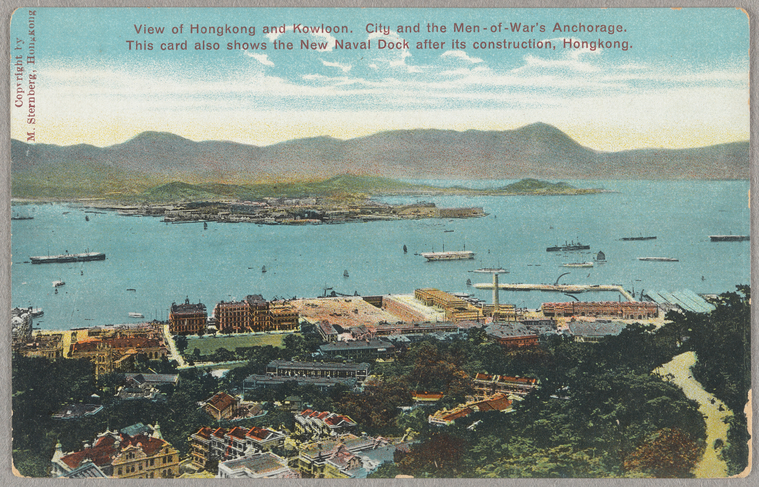 View of Hongkong and Kowloon. City and the Men-of-War's Anchorage.
This card also shows the New Naval Dock after its construction, Hongkong.
Copyright by
M. Sternberg, Hongkong